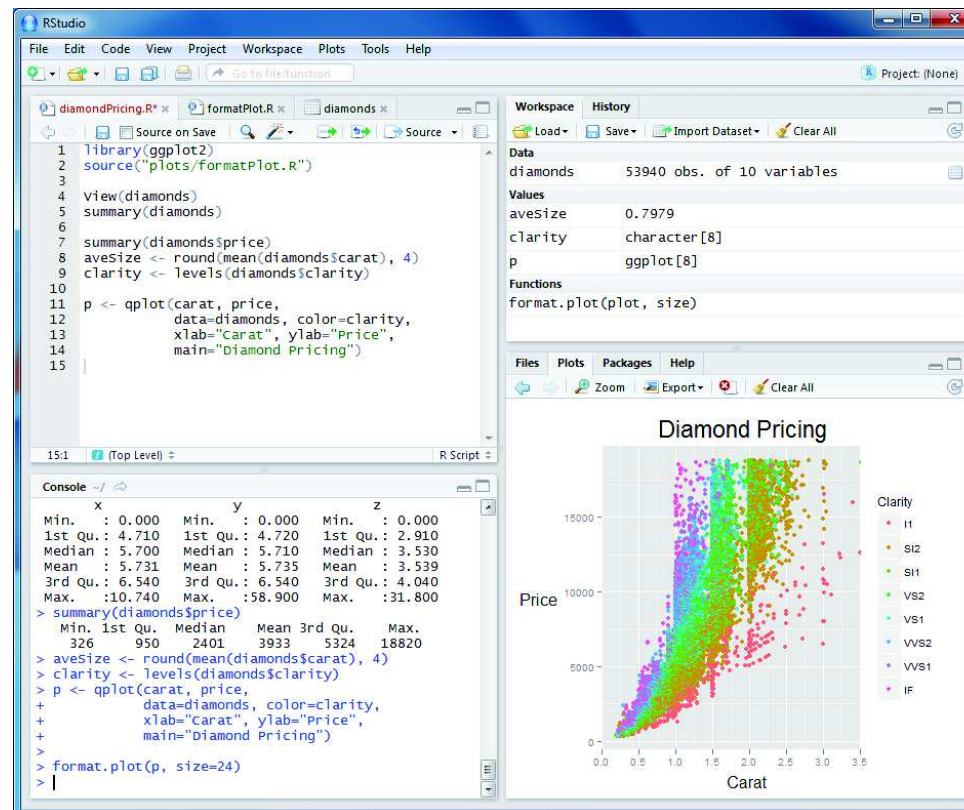 RStudio
File Edit Code View Project Workspace Plots Tools Help
Go to file/function
Project: (None)
diamondPricing.R* formatPlot.R diamonds
Source on Save Source
1 library(ggplot2)
2 source("plots/formatPlot.R")
3
4 View(diamonds)
5 summary(diamonds)
6
7 summary(diamonds$price)
8 aveSize <- round(mean(diamonds$carat), 4)
9 clarity <- levels(diamonds$clarity)
10
11 p <- qplot(carat, price,
12 data=diamonds, color=clarity,
13 xlab="Carat", ylab="Price",
14 main="Diamond Pricing")
15
15:1 (Top Level) R Script
Console ~/
x y z
Min. : 0.000 Min. : 0.000 Min. : 0.000
1st Qu.: 4.710 1st Qu.: 4.720 1st Qu.: 2.910
Median : 5.700 Median : 5.710 Median : 3.530
Mean : 5.731 Mean : 5.735 Mean : 3.539
3rd Qu.: 6.540 3rd Qu.: 6.540 3rd Qu.: 4.040
Max. :10.740 Max. :58.900 Max. :31.800
> summary(diamonds$price)
Min. 1st Qu. Median Mean 3rd Qu. Max.
326 950 2401 3933 5324 18820
> aveSize <- round(mean(diamonds$carat), 4)
> clarity <- levels(diamonds$clarity)
> p <- qplot(carat, price,
+ data=diamonds, color=clarity,
+ xlab="Carat", ylab="Price",
+ main="Diamond Pricing")
>
> format.plot(p, size=24)
>
Workspace History
Load Save Import Dataset Clear All
Data
diamonds 53940 obs. of 10 variables
Values
aveSize 0.7979
clarity character[8]
p ggplot[8]
Functions
format.plot(plot, size)
Files Plots Packages Help
Zoom Export Clear All
Diamond Pricing
Price
15000
10000
5000
0
0.0 0.5 1.0 1.5 2.0 2.5 3.0 3.5
Carat
Clarity
I1
SI2
SI1
VS2
VS1
VVS2
VVS1
IF